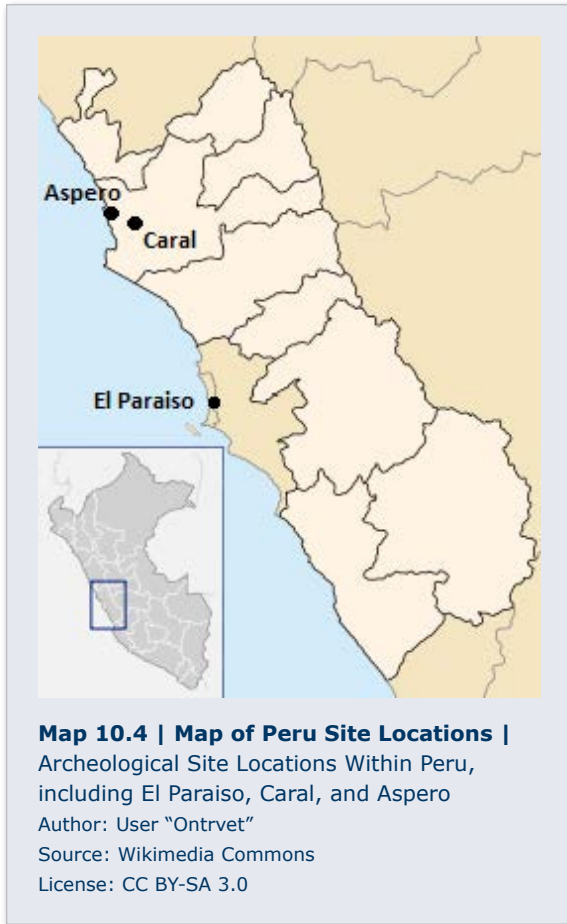 Aspero
Caral
El Paraiso
Map 10.4 | Map of Peru Site Locations |
Archeological Site Locations Within Peru,
including El Paraiso, Caral, and Aspero
Author: User “Ontrvet”
Source: Wikimedia Commons
License: CC BY-SA 3.0